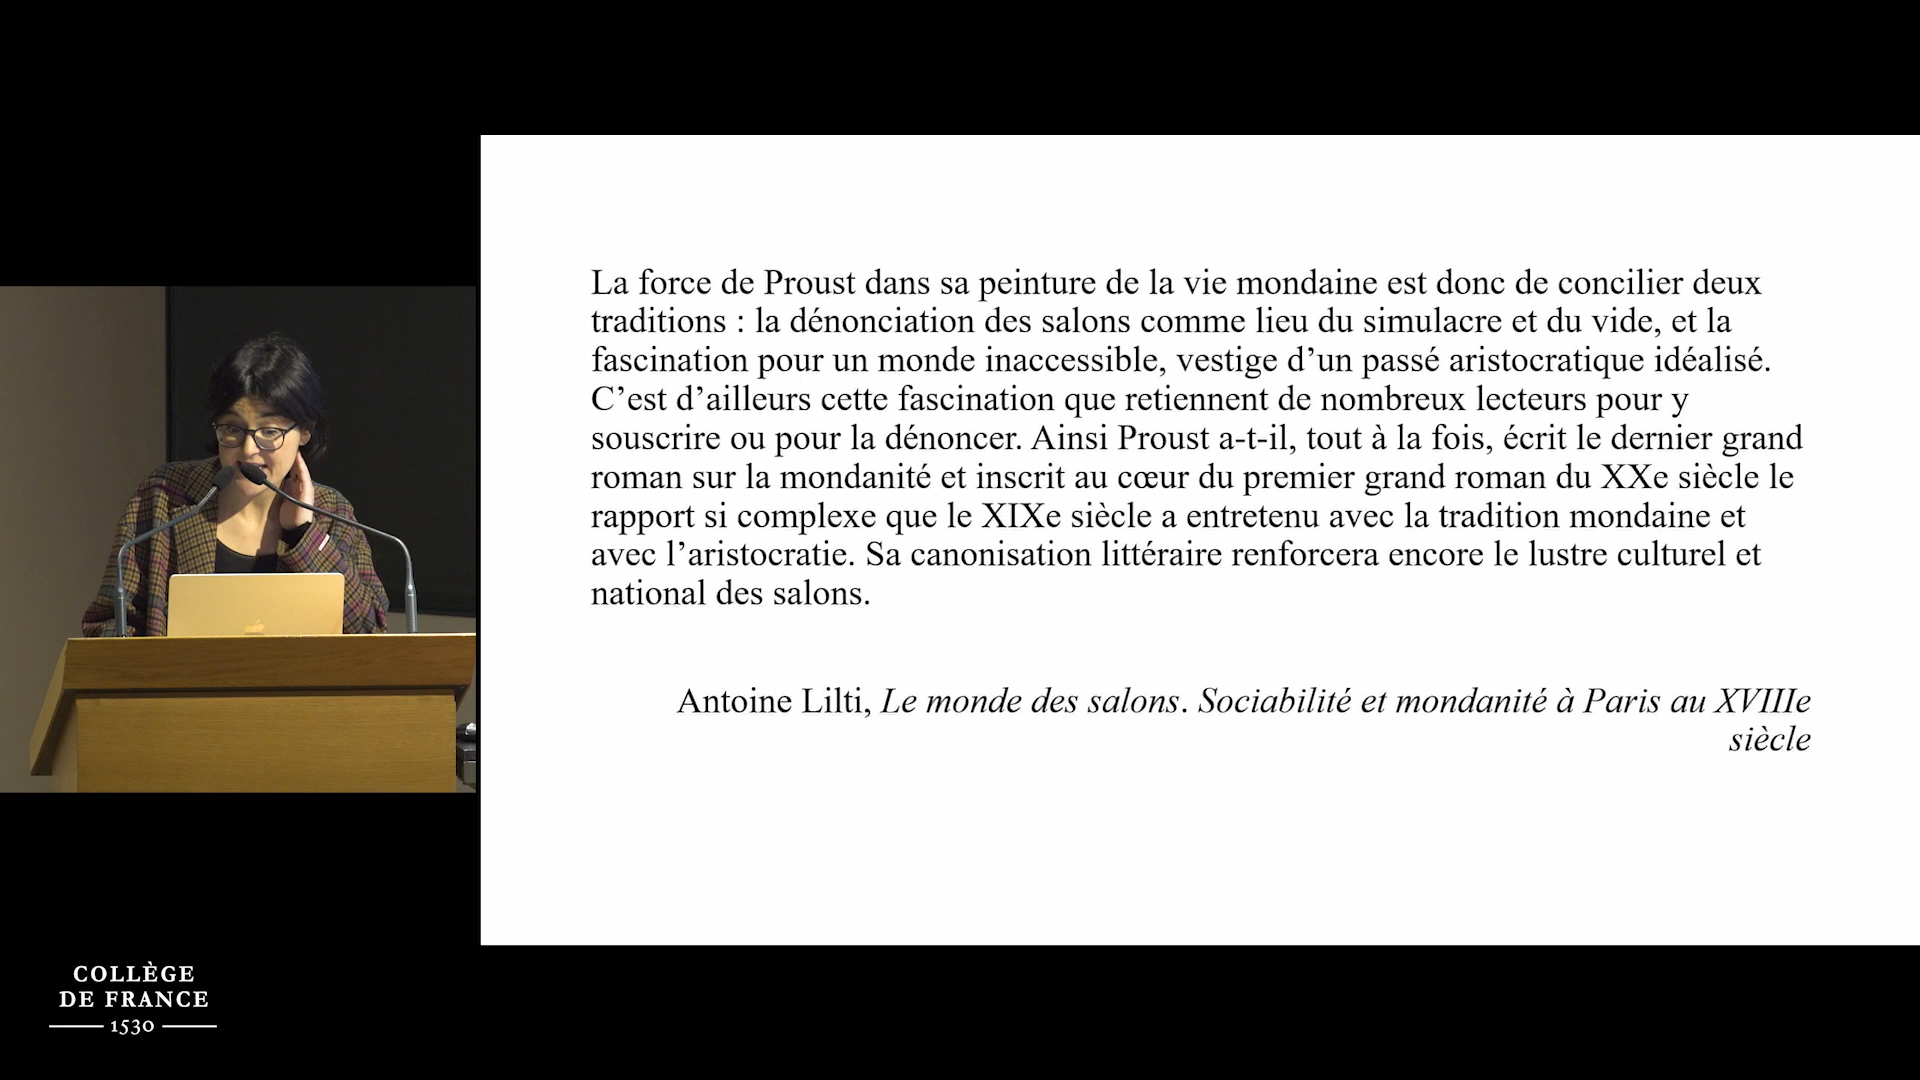 La force de Proust dans sa peinture de la vie mondaine est donc de concilier deux
traditions : la dénonciation des salons comme lieu du simulacre et du vide, et la
fascination pour un monde inaccessible, vestige d’un passé aristocratique idéalisé.
C’est d’ailleurs cette fascination que retiennent de nombreux lecteurs pour y
souscrire ou pour la dénoncer. Ainsi Proust a-t-il, tout à la fois, écrit le dernier grand
roman sur la mondanité et inscrit au cœur du premier grand roman du XXe siècle le
rapport si complexe que le XIXe siècle a entretenu avec la tradition mondaine et
avec l’aristocratie. Sa canonisation littéraire renforcera encore le lustre culturel et
national des salons.
Antoine Lilti, Le monde des salons. Sociabilité et mondanité à Paris au XVIIIe
siècle
COLLÈGE
DE FRANCE
1530